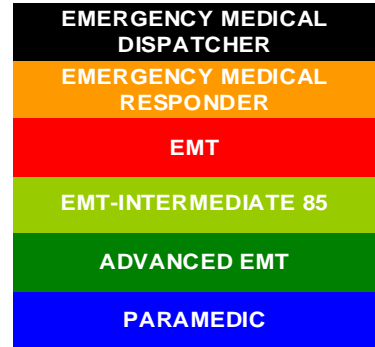 EMERGENCY MEDICAL
DISPATCHER
EMERGENCY MEDICAL
RESPONDER
EMT
EMT-INTERMEDIATE 85
ADVANCED EMT
PARAMEDIC